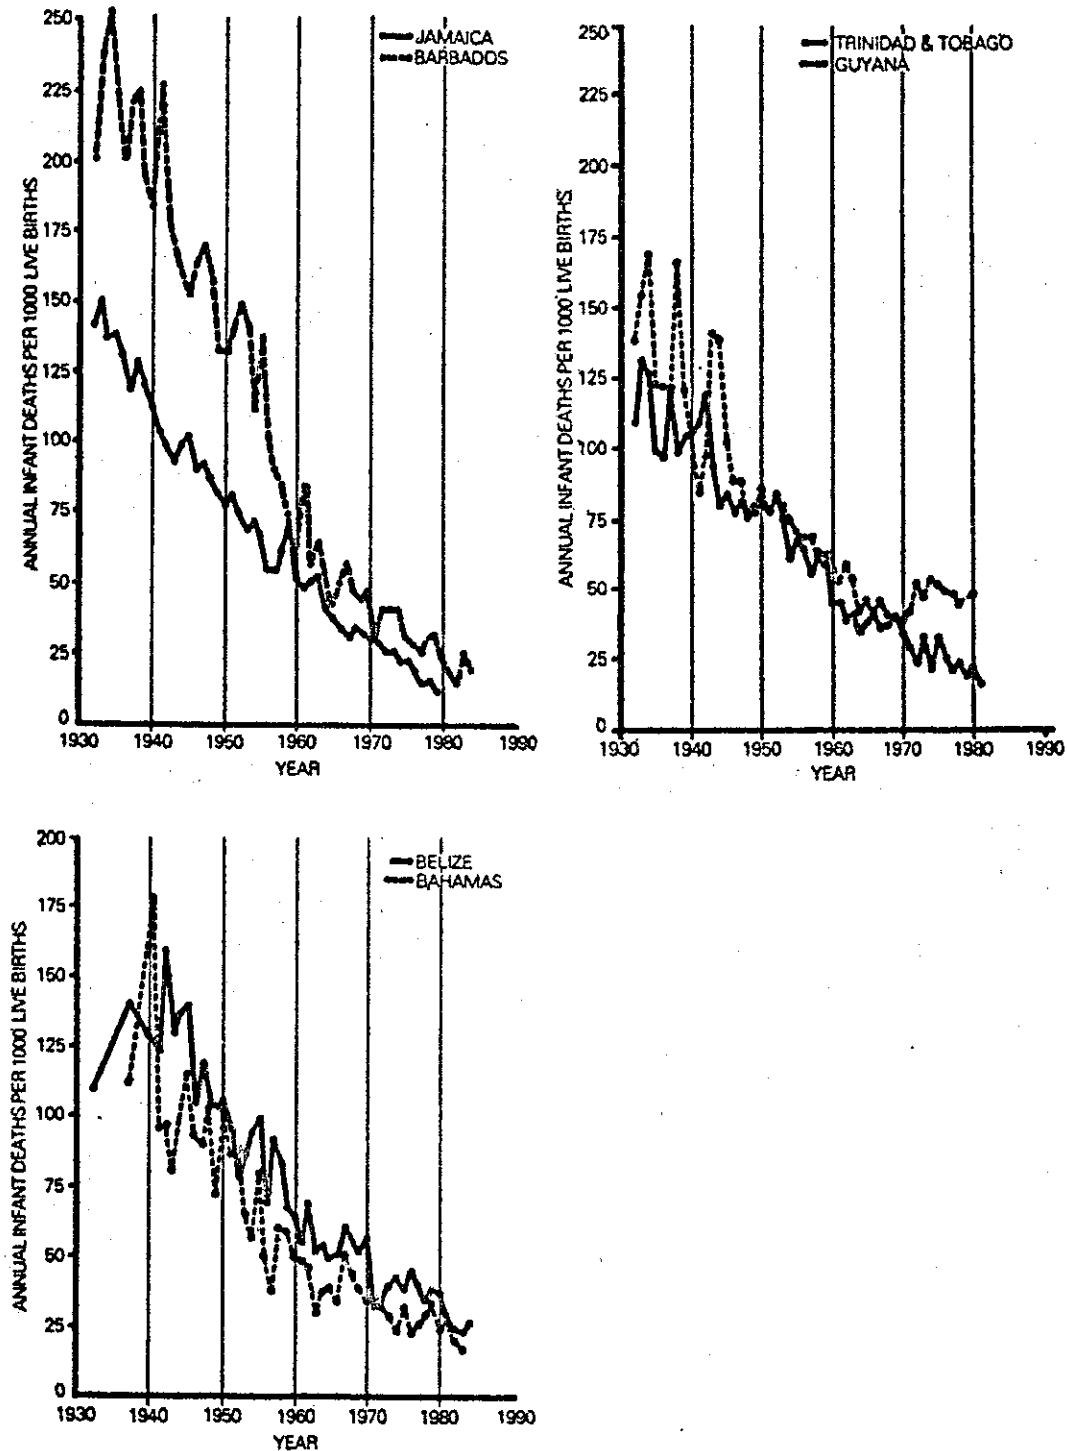 250
225
200
175
150
125
100
75
50
25
0
ANNUAL INFANT DEATHS PER 1000 LIVE BIRTHS
JAMAICA
BARBADOS
1930 1940 1950 1960 1970 1980 1990
YEAR
250
225
200
175
150
125
100
75
50
25
0
ANNUAL INFANT DEATHS PER 1000 LIVE BIRTHS
TRINIDAD & TOBAGO
GUYANA
1930 1940 1950 1960 1970 1980 1990
YEAR
200
175
150
125
100
75
50
25
0
ANNUAL INFANT DEATHS PER 1000 LIVE BIRTHS
BELIZE
BAHAMAS
1930 1940 1950 1960 1970 1980 1990
YEAR